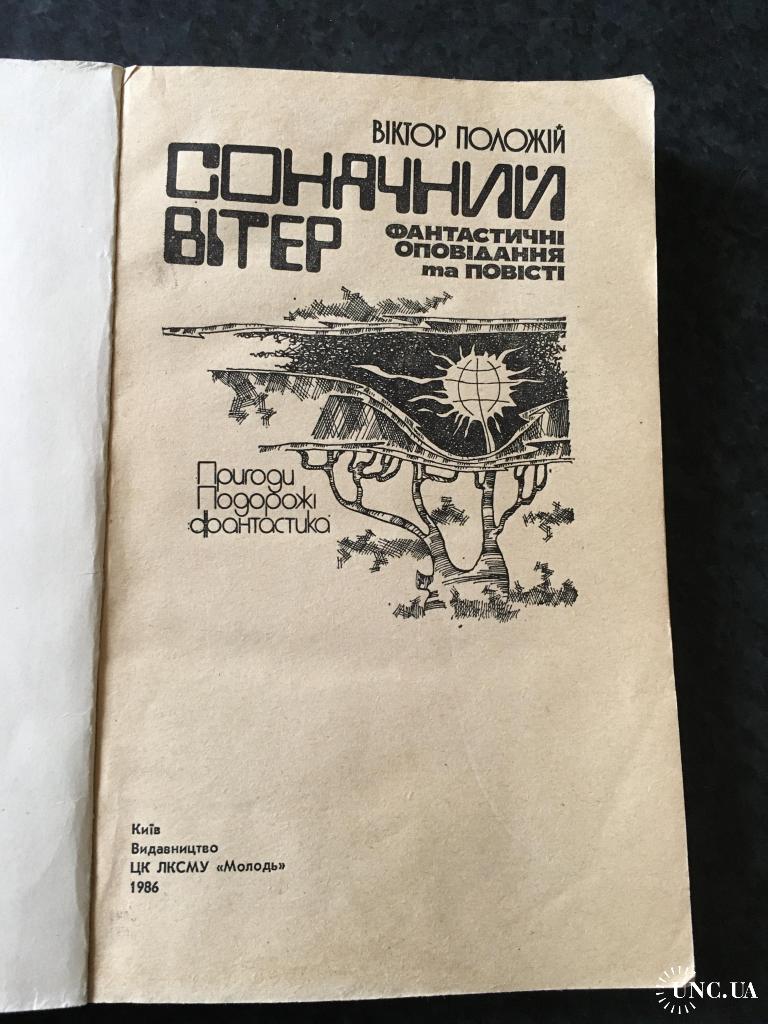 ВІКТОР ПОЛОЖІЙ
СОНЯЧНИЙ
ВІТЕР
ФАНТАСТИЧНІ
ОПОВІДАННЯ
та ПОВІСТІ
Пригоди
Подорожі
фантастика
Київ
Видавництво
ЦК ЛКСМУ «Молодь»
1986
UNC.UA